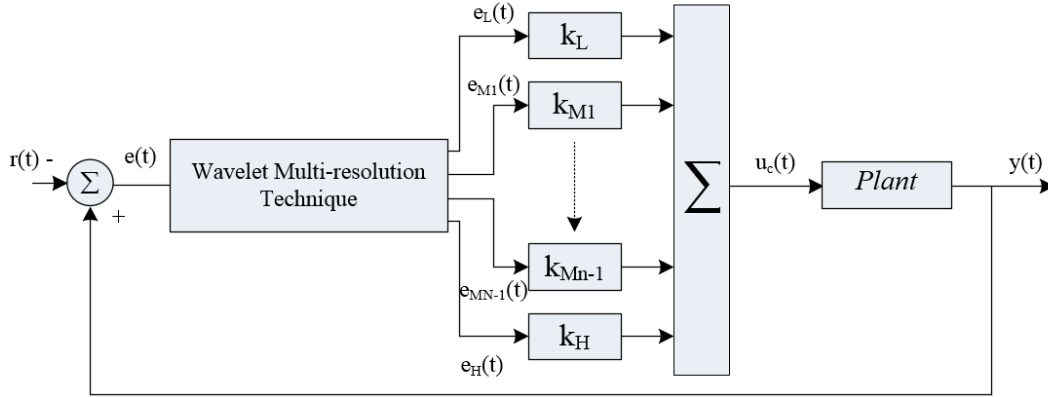 e_L(t)
k_L
e_M1(t)
k_M1
r(t) -
e(t)
Σ
+
Wavelet Multi-resolution
Technique
Σ
u_c(t)
Plant
y(t)
k_Mn-1
e_MN-1(t)
k_H
e_H(t)